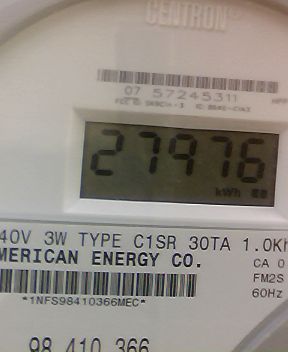 CENTRON®
07 57245311
27976
kWh
40V 3W TYPE C1SR 30TA 1.0Kh
MERICAN ENERGY CO.
CA 0
FM2S
*1NFS98410366MEC*
60Hz
98 410 366